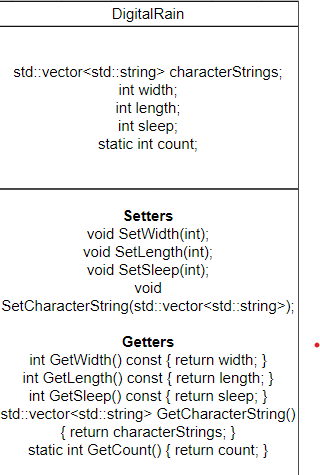 DigitalRain
std::vector<std::string> characterStrings;
int width;
int length;
int sleep;
static int count;
Setters
void SetWidth(int);
void SetLength(int);
void SetSleep(int);
void
SetCharacterString(std::vector<std::string>);
Getters
int GetWidth() const { return width; }
int GetLength() const { return length; }
int GetSleep() const { return sleep; }
std::vector<std::string> GetCharacterString()
{ return characterStrings; }
static int GetCount() { return count; }